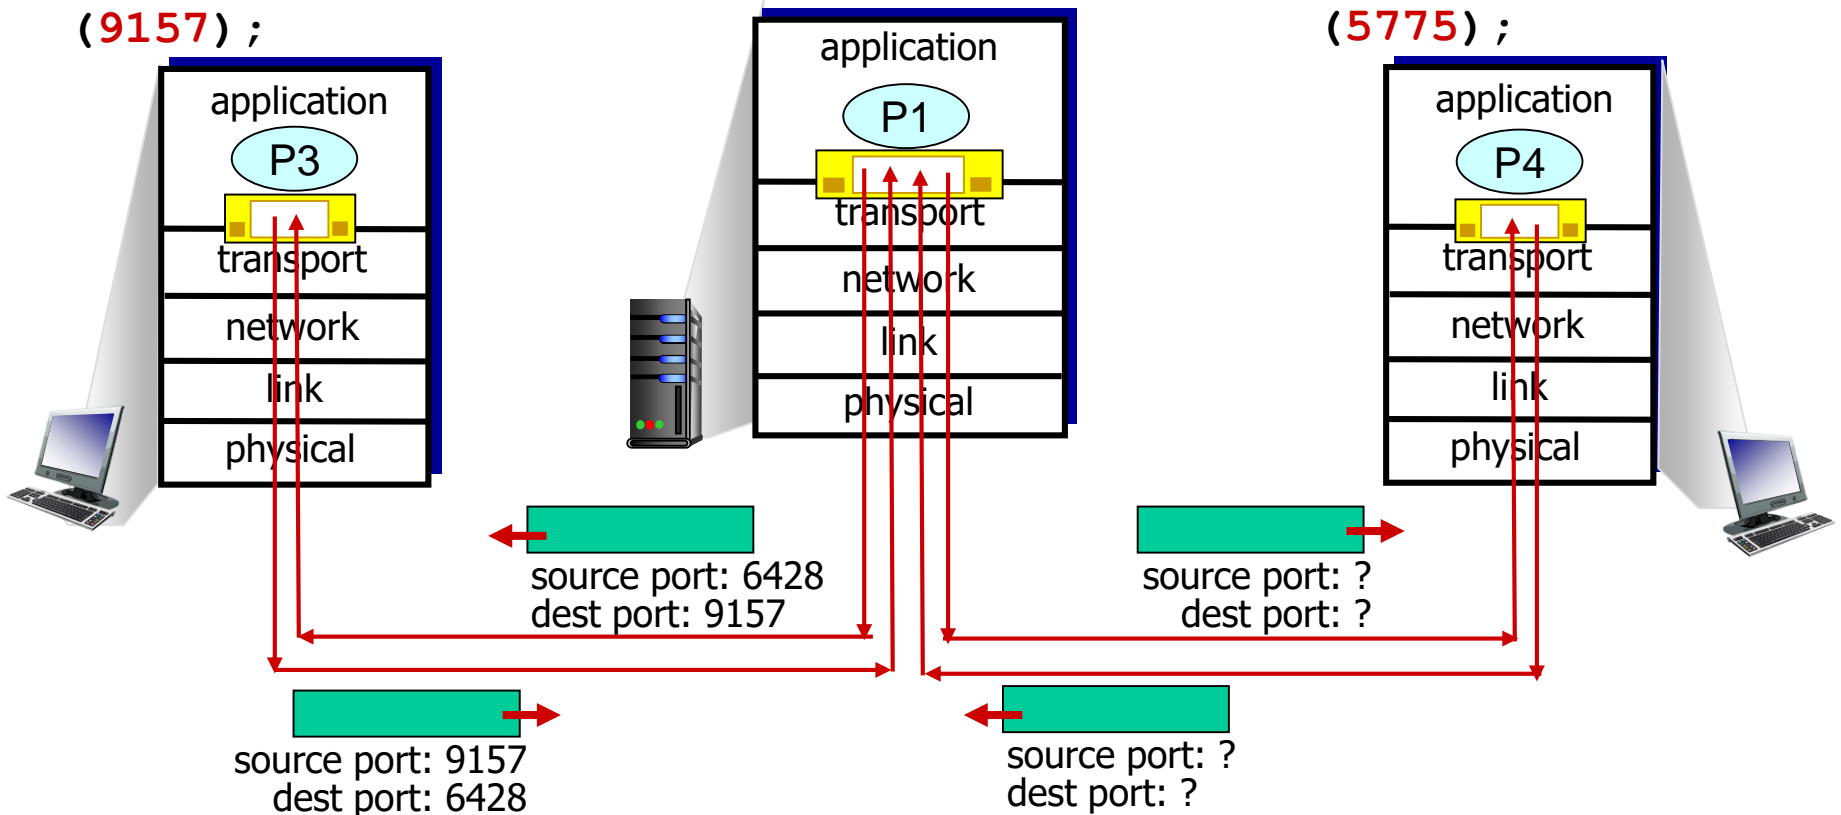 (9157);
application
P3
transport
network
link
physical
application
P1
transport
network
link
physical
(5775);
application
P4
transport
network
link
physical
source port: 6428
dest port: 9157
source port: ?
dest port: ?
source port: 9157
dest port: 6428
source port: ?
dest port: ?